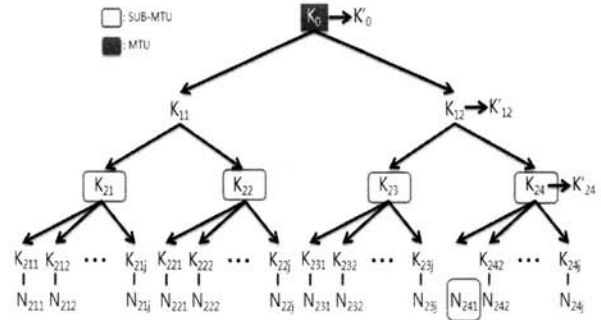 : SUB-MTU
: MTU
K₀ → K'₀
K₁₁ K₁₂ → K'₁₂
K₂₁ K₂₂ K₂₃ K₂₄ → K'₂₄
K₂₁₁ K₂₁₂ ··· K₂₁ⱼ K₂₂₁ K₂₂₂ ··· K₂₂ⱼ K₂₃₁ K₂₃₂ ··· K₂₃ⱼ K₂₄₂ ··· K₂₄ⱼ
N₂₁₁ N₂₁₂ N₂₁ⱼ N₂₂₁ N₂₂₂ N₂₂ⱼ N₂₃₁ N₂₃₂ N₂₃ⱼ N₂₄₁ N₂₄₂ N₂₄ⱼ